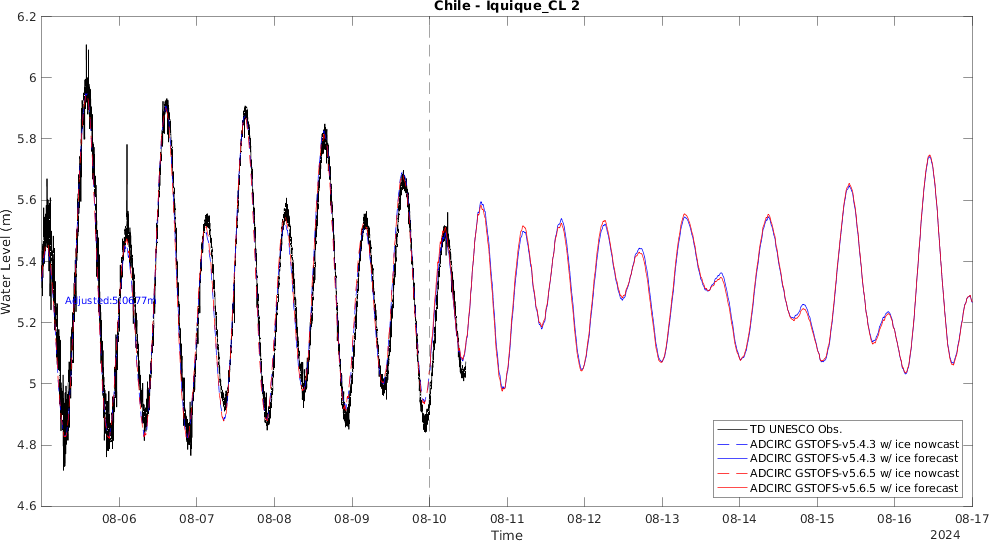 Chile - Iquique_CL 2
6.2
6
5.8
5.6
5.4
5.2
5
4.8
4.6
Water Level (m)
Adjusted:5.0677m
TD UNESCO Obs.
ADCIRC GSTOFS-v5.4.3 w/ ice nowcast
ADCIRC GSTOFS-v5.4.3 w/ ice forecast
ADCIRC GSTOFS-v5.6.5 w/ ice nowcast
ADCIRC GSTOFS-v5.6.5 w/ ice forecast
08-06 08-07 08-08 08-09 08-10 08-11 08-12 08-13 08-14 08-15 08-16 08-17
Time
2024